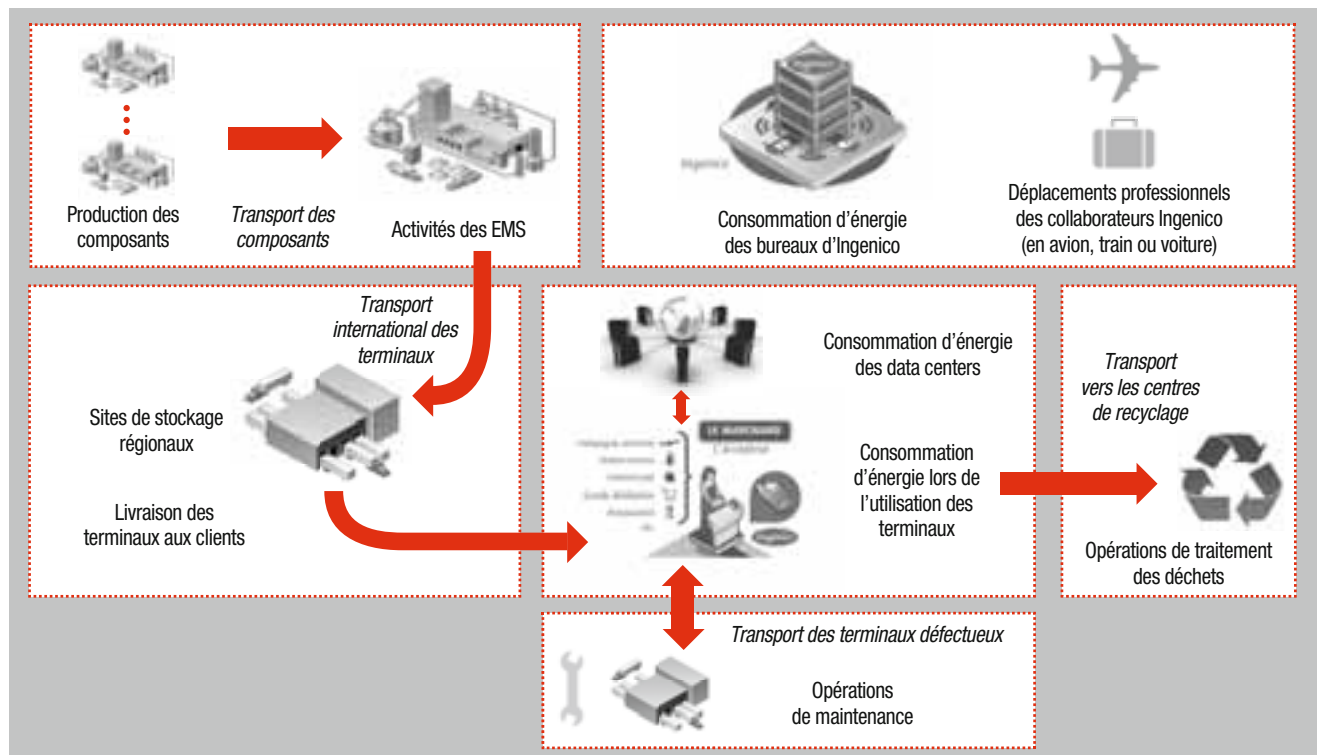 Production des
composants
Transport des
composants
Activités des EMS
Ingenico
Consommation d'énergie
des bureaux d'Ingenico
Déplacements professionnels
des collaborateurs Ingenico
(en avion, train ou voiture)
Transport
international des
terminaux
Sites de stockage
régionaux
Livraison des
terminaux aux clients
Consommation d'énergie
des data centers
LE MARCHAND
Consommation
d'énergie lors de
l'utilisation des
terminaux
Transport
vers les centres
de recyclage
Opérations de traitement
des déchets
Transport des terminaux défectueux
Opérations
de maintenance